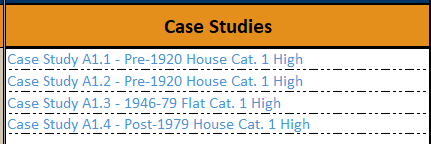 Case Studies
Case Study A1.1 - Pre-1920 House Cat. 1 High
Case Study A1.2 - Pre-1920 House Cat. 1 High
Case Study A1.3 - 1946-79 Flat Cat. 1 High
Case Study A1.4 - Post-1979 House Cat. 1 High